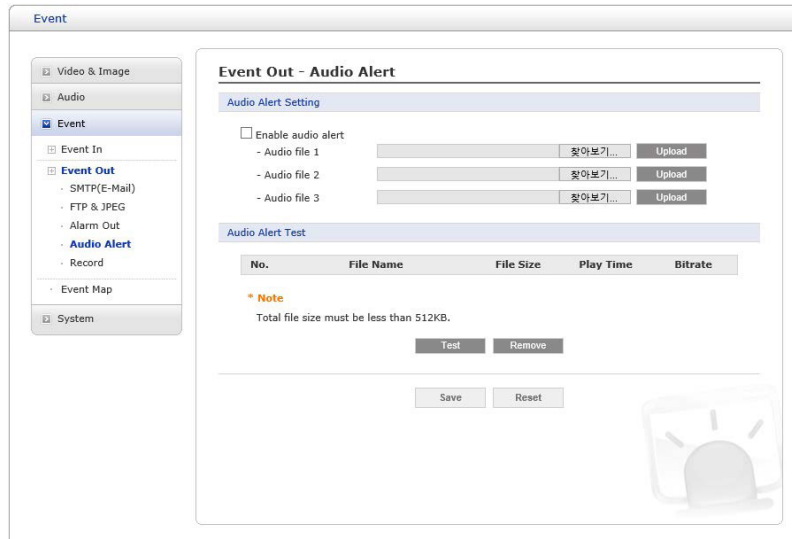 Event
Video & Image
Audio
Event
Event In
Event Out
SMTP(E-Mail)
FTP & JPEG
Alarm Out
Audio Alert
Record
Event Map
System
Event Out - Audio Alert
Audio Alert Setting
Enable audio alert
- Audio file 1 찾아보기... Upload
- Audio file 2 찾아보기... Upload
- Audio file 3 찾아보기... Upload
Audio Alert Test
No. File Name File Size Play Time Bitrate
* Note
Total file size must be less than 512KB.
Test Remove
Save Reset